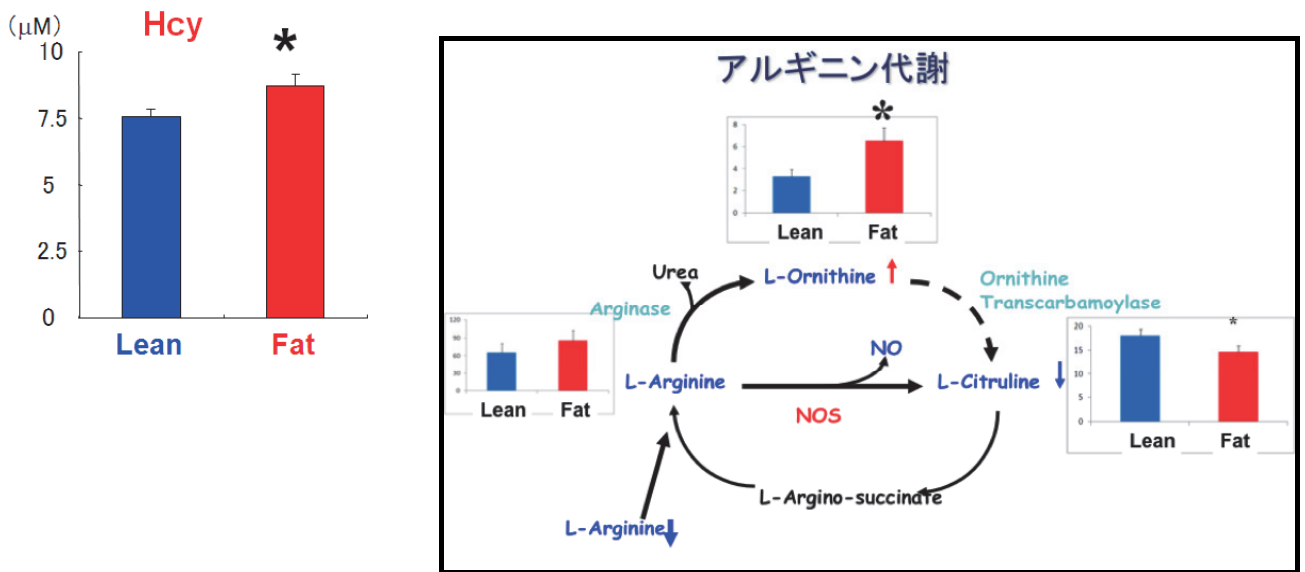 (μM)
Hcy
*
10
7.5
5
2.5
0
Lean
Fat
アルギニン代謝
*
8
6
4
2
0
Lean
Fat
Urea
L-Ornithine
Ornithine
Transcarbamoylase
Arginase
120
90
60
30
0
Lean
Fat
L-Arginine
NO
NOS
L-Citruline
*
20
15
10
5
0
Lean
Fat
L-Argino-succinate
L-Arginine